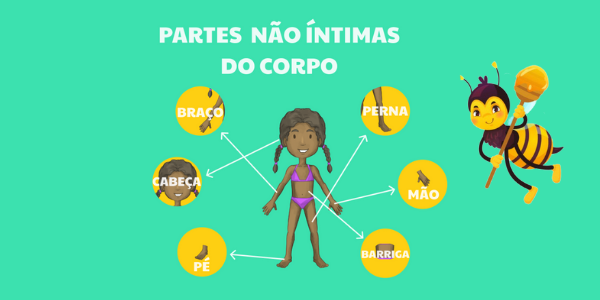 PARTES NÃO ÍNTIMAS
DO CORPO
BRAÇO
PERNA
CABEÇA
MÃO
PÉ
BARRIGA